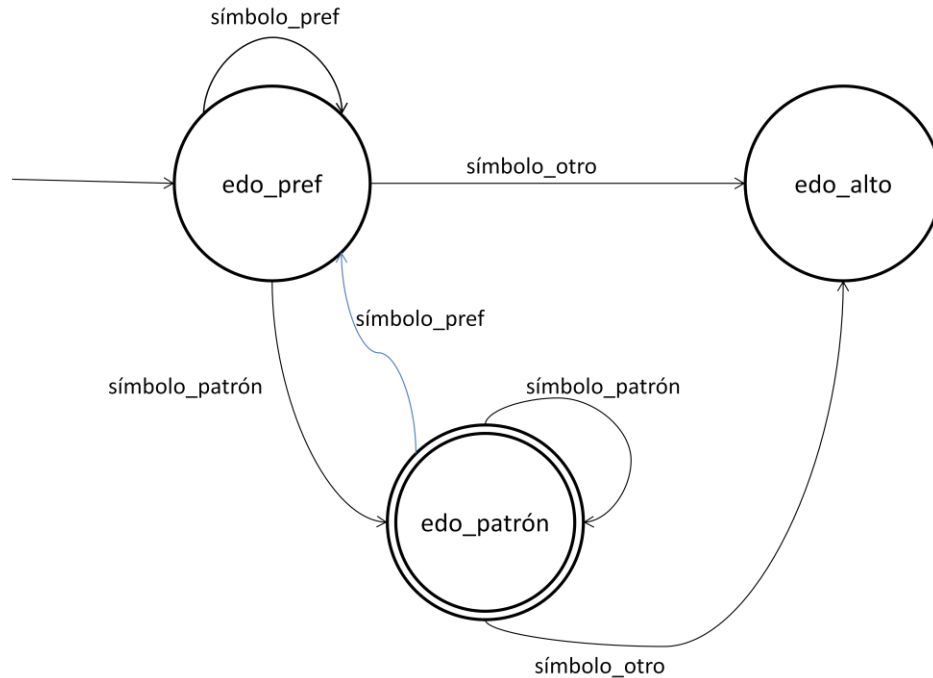 símbolo_pref
símbolo_otro
edo_pref
edo_alto
símbolo_pref
símbolo_patrón
símbolo_patrón
edo_patrón
símbolo_otro